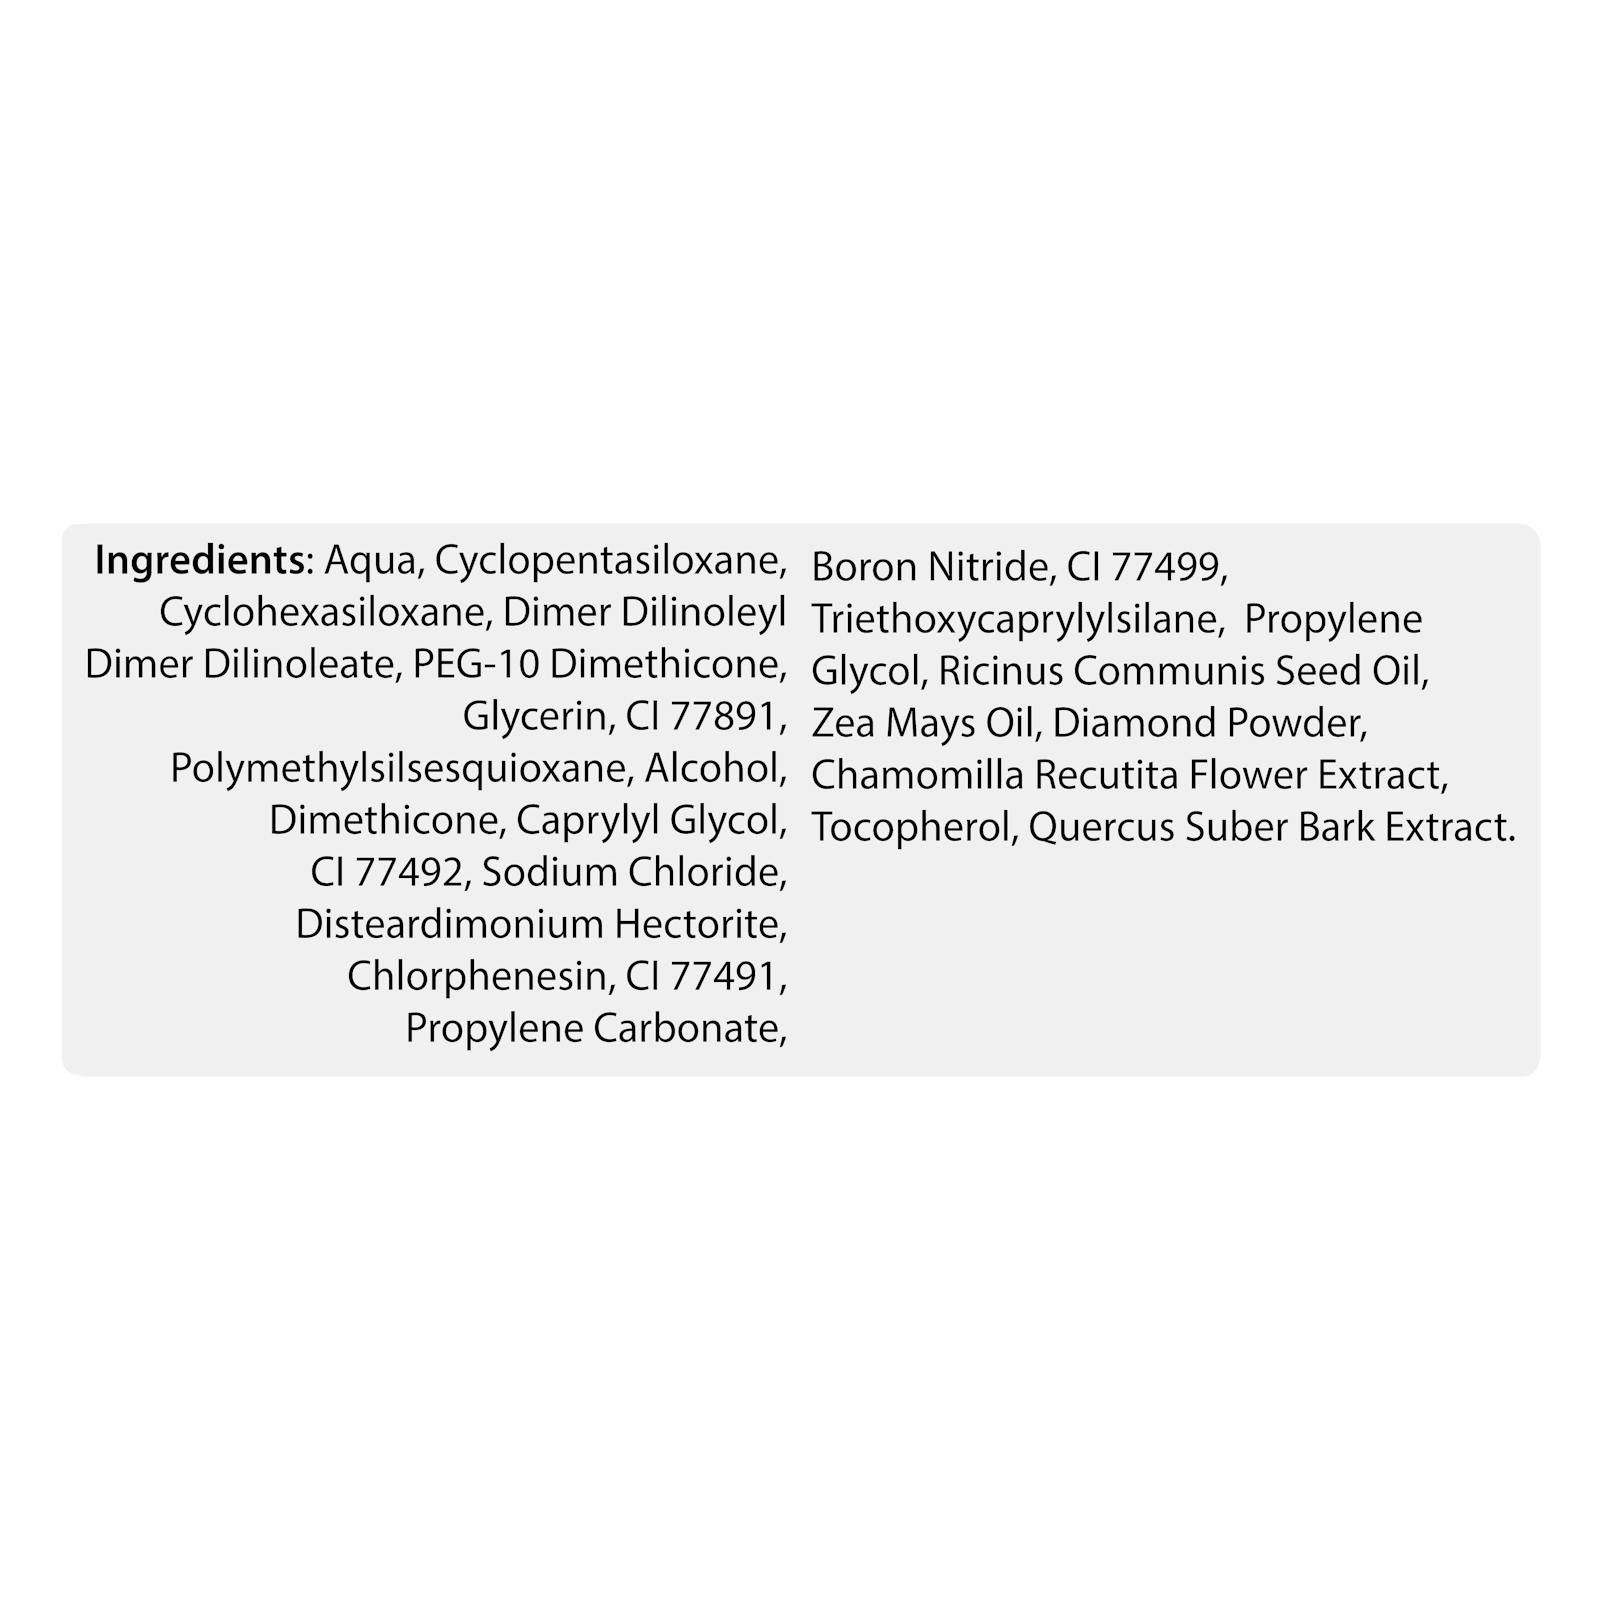 Ingredients: Aqua, Cyclopentasiloxane,
Cyclohexasiloxane, Dimer Dilinoleyl
Dimer Dilinoleate, PEG-10 Dimethicone,
Glycerin, CI 77891,
Polymethylsilsesquioxane, Alcohol,
Dimethicone, Caprylyl Glycol,
CI 77492, Sodium Chloride,
Disteardimonium Hectorite,
Chlorphenesin, CI 77491,
Propylene Carbonate,
Boron Nitride, CI 77499,
Triethoxycaprylylsilane, Propylene
Glycol, Ricinus Communis Seed Oil,
Zea Mays Oil, Diamond Powder,
Chamomilla Recutita Flower Extract,
Tocopherol, Quercus Suber Bark Extract.